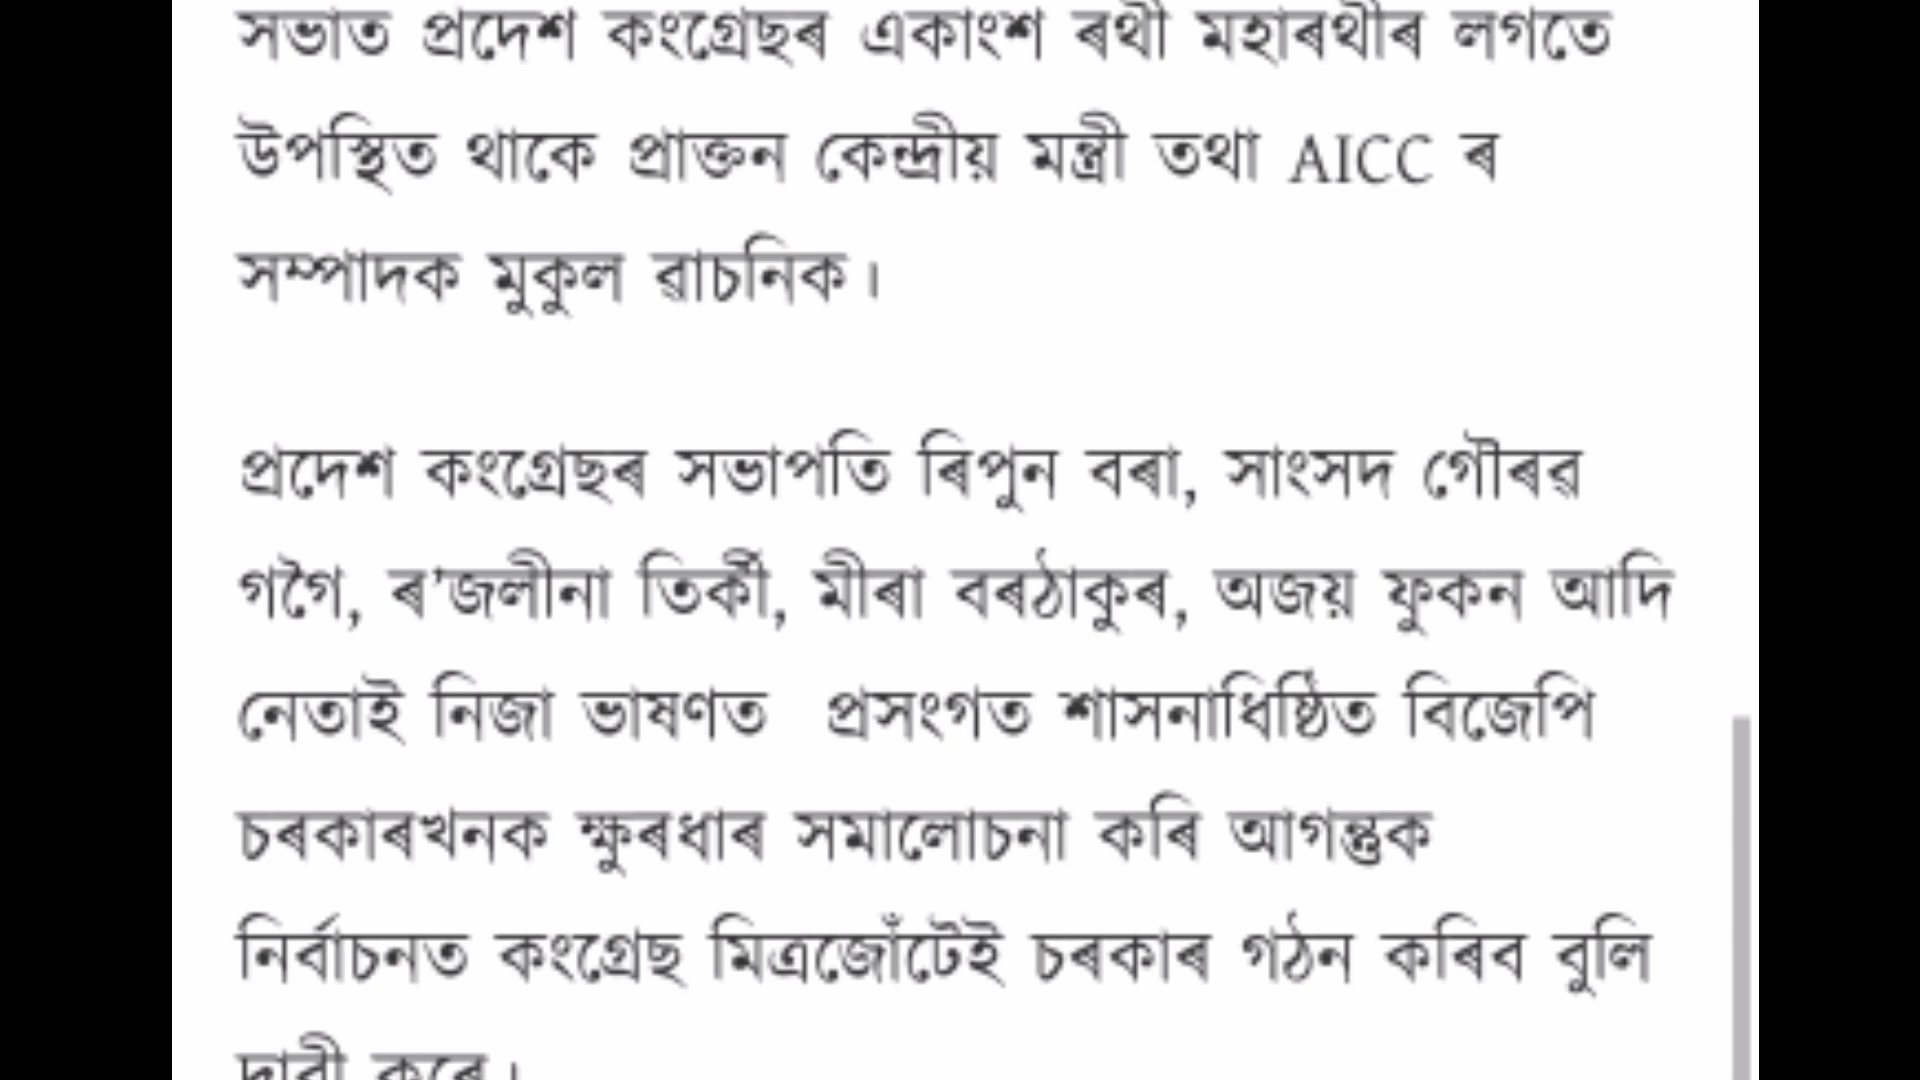 সভাত প্ৰদেশ কংগ্ৰেছৰ একাংশ ৰথী মহাৰথীৰ লগতে
উপস্থিত থাকে প্ৰাক্তন কেন্দ্ৰীয় মন্ত্ৰী তথা AICC ৰ
সম্পাদক মুকুল ৱাচনিক।
প্ৰদেশ কংগ্ৰেছৰ সভাপতি ৰিপুন বৰা, সাংসদ গৌৰৱ
গগৈ, ৰ’জলীনা তিৰ্কী, মীৰা বৰঠাকুৰ, অজয় ফুকন আদি
নেতাই নিজা ভাষণত প্ৰসংগত শাসনাধিষ্ঠিত বিজেপি
চৰকাৰখনক ক্ষুৰধাৰ সমালোচনা কৰি আগন্তুক
নিৰ্বাচনত কংগ্ৰেছ মিত্ৰজোঁটেই চৰকাৰ গঠন কৰিব বুলি
দাবী কৰে।